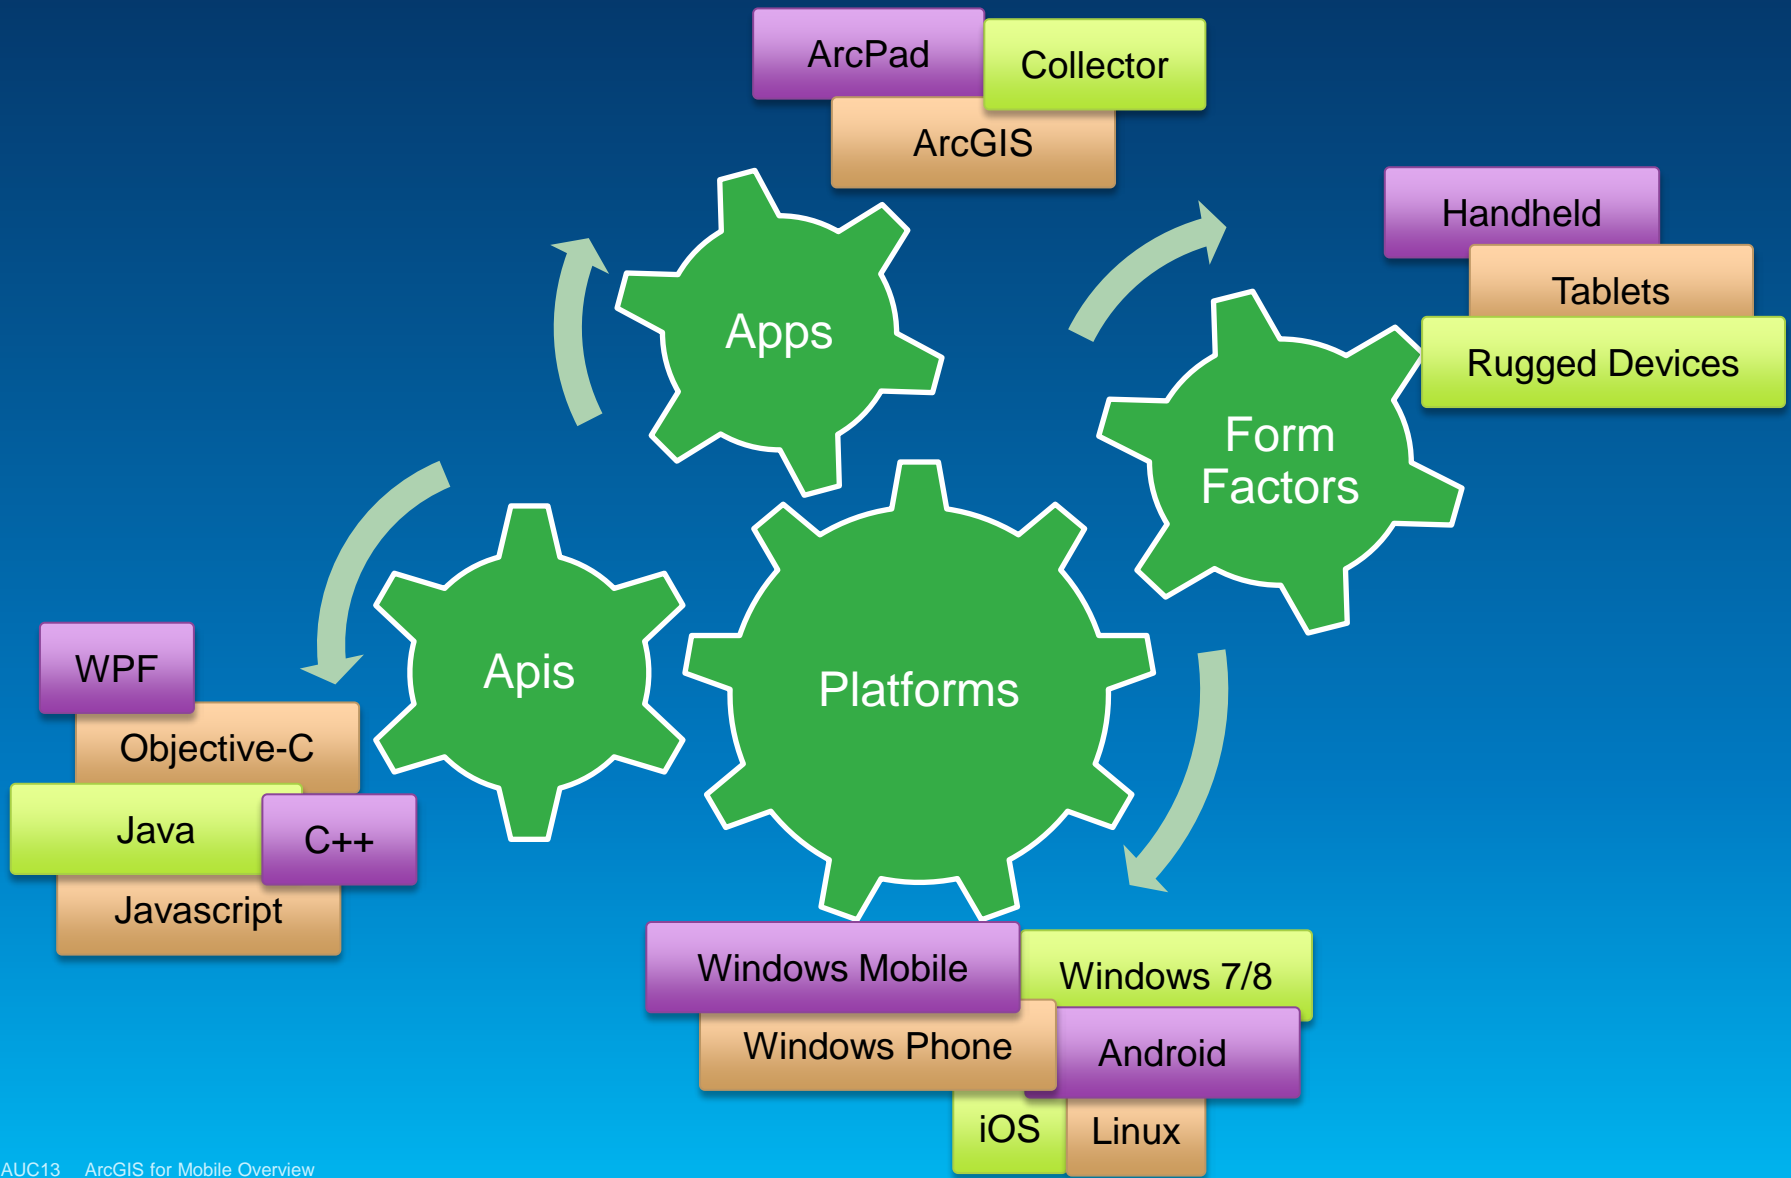 ArcPad
Collector
ArcGIS
Handheld
Tablets
Rugged Devices
Apps
Form
Factors
Apis
Platforms
WPF
Objective-C
Java
C++
Javascript
Windows Mobile
Windows 7/8
Windows Phone
Android
iOS
Linux
AUC13 ArcGIS for Mobile Overview